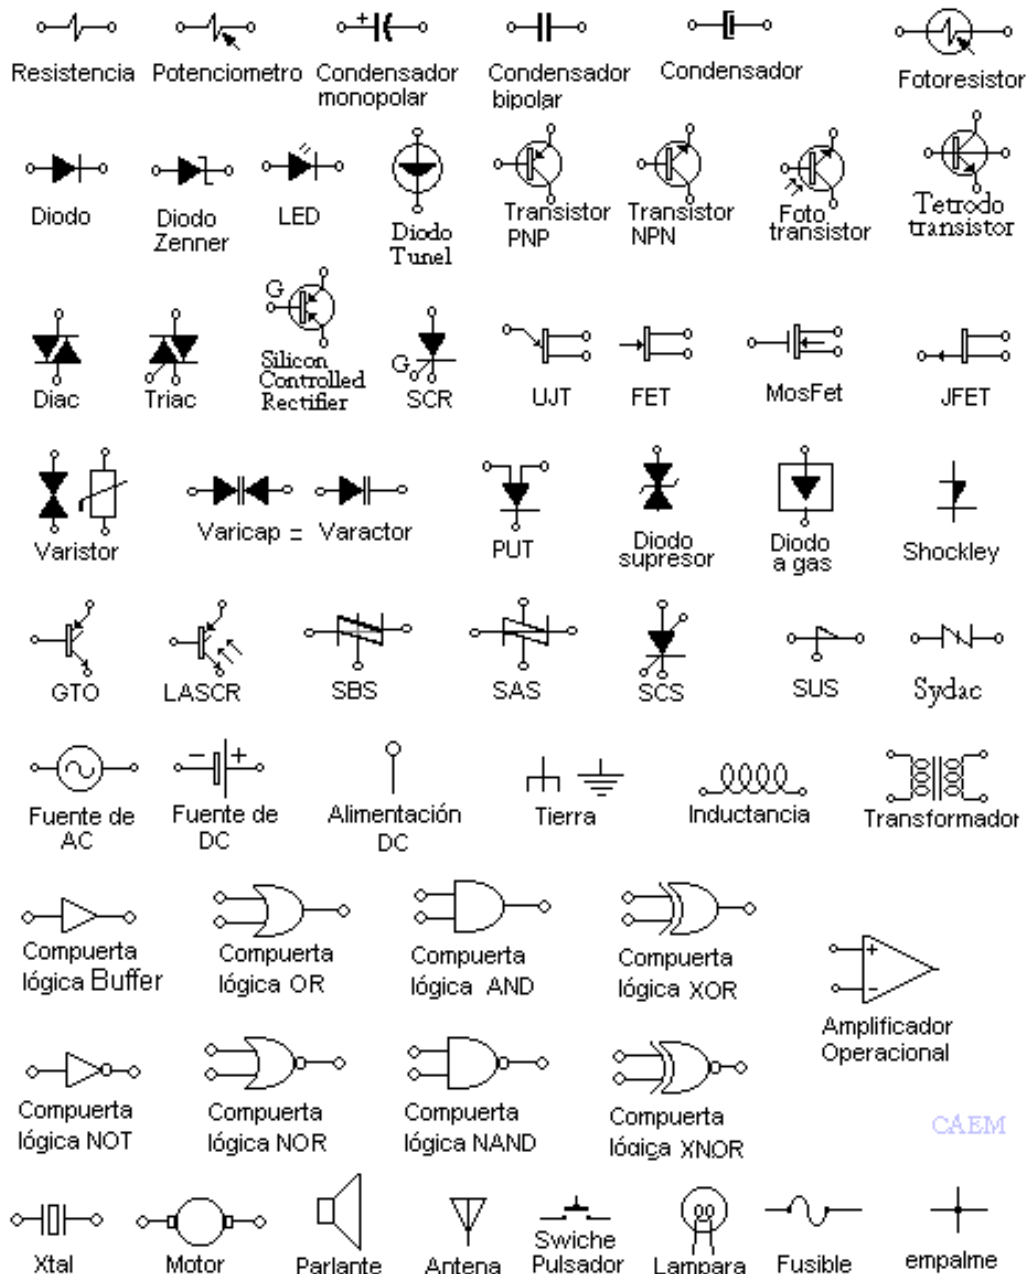 +
Resistencia Potenciometro Condensador Condensador Condensador Fotoresistor
monopolar bipolar
Diodo Diodo LED Diodo Transistor Transistor Foto Tetrodo
Zenner Tunel PNP NPN transistor transistor
G
Diac Triac Silicon G SCR UJT FET MosFet JFET
Controlled
Rectifier
Varistor Varicap = Varactor PUT Diodo Diodo Shockley
supresor a gas
GTO LASCR SBS SAS SCS SUS Sydac
− +
Fuente de Fuente de Alimentación Tierra Inductancia Transformador
AC DC DC
Compuerta Compuerta Compuerta Compuerta
lógica Buffer lógica OR lógica AND lógica XOR
+
−
Amplificador
Operacional
Compuerta Compuerta Compuerta Compuerta
lógica NOT lógica NOR lógica NAND lógica XNOR
CAEM
Xtal Motor Parlante Antena Swiche Lampara Fusible empalme
Pulsador